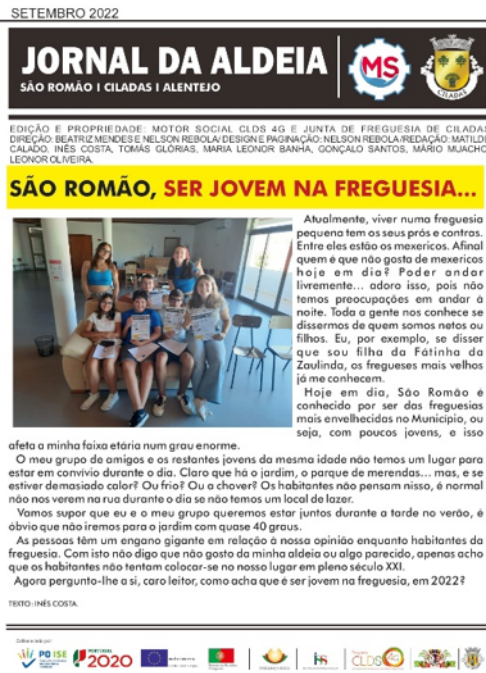 SETEMBRO 2022
JORNAL DA ALDEIA
SÃO ROMÃO I CILADAS I ALENTEJO
MS
CILADAS
EDIÇÃO E PROPRIEDADE: MOTOR SOCIAL CLDS 4G E JUNTA DE FREGUESIA DE CILADAS
DIREÇÃO: BEATRIZ MENDES E NELSON REBOLA/ DESIGN E PAGINAÇÃO: NELSON REBOLA/REDAÇÃO: MATILDE
CALADO, INÊS COSTA, TOMÁS GLÓRIAS, MARIA LEONOR BANHA, GONÇALO SANTOS, MÁRIO MUACHO
LEONOR OLIVEIRA.
SÃO ROMÃO, SER JOVEM NA FREGUESIA...
Atualmente, viver numa freguesia
pequena tem os seus prós e contras.
Entre eles estão os mexericos. Afinal
quem é que não gosta de mexericos
hoje em dia? Poder andar
livremente... adoro isso, pois não
temos preocupações em andar à
noite. Toda a gente nos conhece se
dissermos de quem somos netos ou
filhos. Eu, por exemplo, se disser
que sou filha da Fátinha da
Zaulinda, os fregueses mais velhos
já me conhecem.
Hoje em dia, São Romão é
conhecido por ser das freguesias
mais envelhecidas no Município, ou
seja, com poucos jovens, e isso
afeta a minha faixa etária num grau enorme.
O meu grupo de amigos e os restantes jovens da mesma idade não temos um lugar para
estar em convívio durante o dia. Claro que há o jardim, o parque de merendas... mas, e se
estiver demasiado calor? Ou frio? Ou a chover? Os habitantes não pensam nisso, é normal
não nos verem na rua durante o dia se não temos um local de lazer.
Vamos supor que eu e o meu grupo queremos estar juntos durante a tarde no verão, é
óbvio que não iremos para o jardim com quase 40 graus.
As pessoas têm um engano gigante em relação à nossa opinião enquanto habitantes da
freguesia. Com isto não digo que não gosto da minha aldeia ou algo parecido, apenas acho
que os habitantes não tentam colocar-se no nosso lugar em pleno século XXI.
Agora pergunto-lhe a si, caro leitor, como acha que é ser jovem na freguesia, em 2022?
TEXTO: INÊS COSTA.
PO ISE
PORTUGAL
2020
CLDS